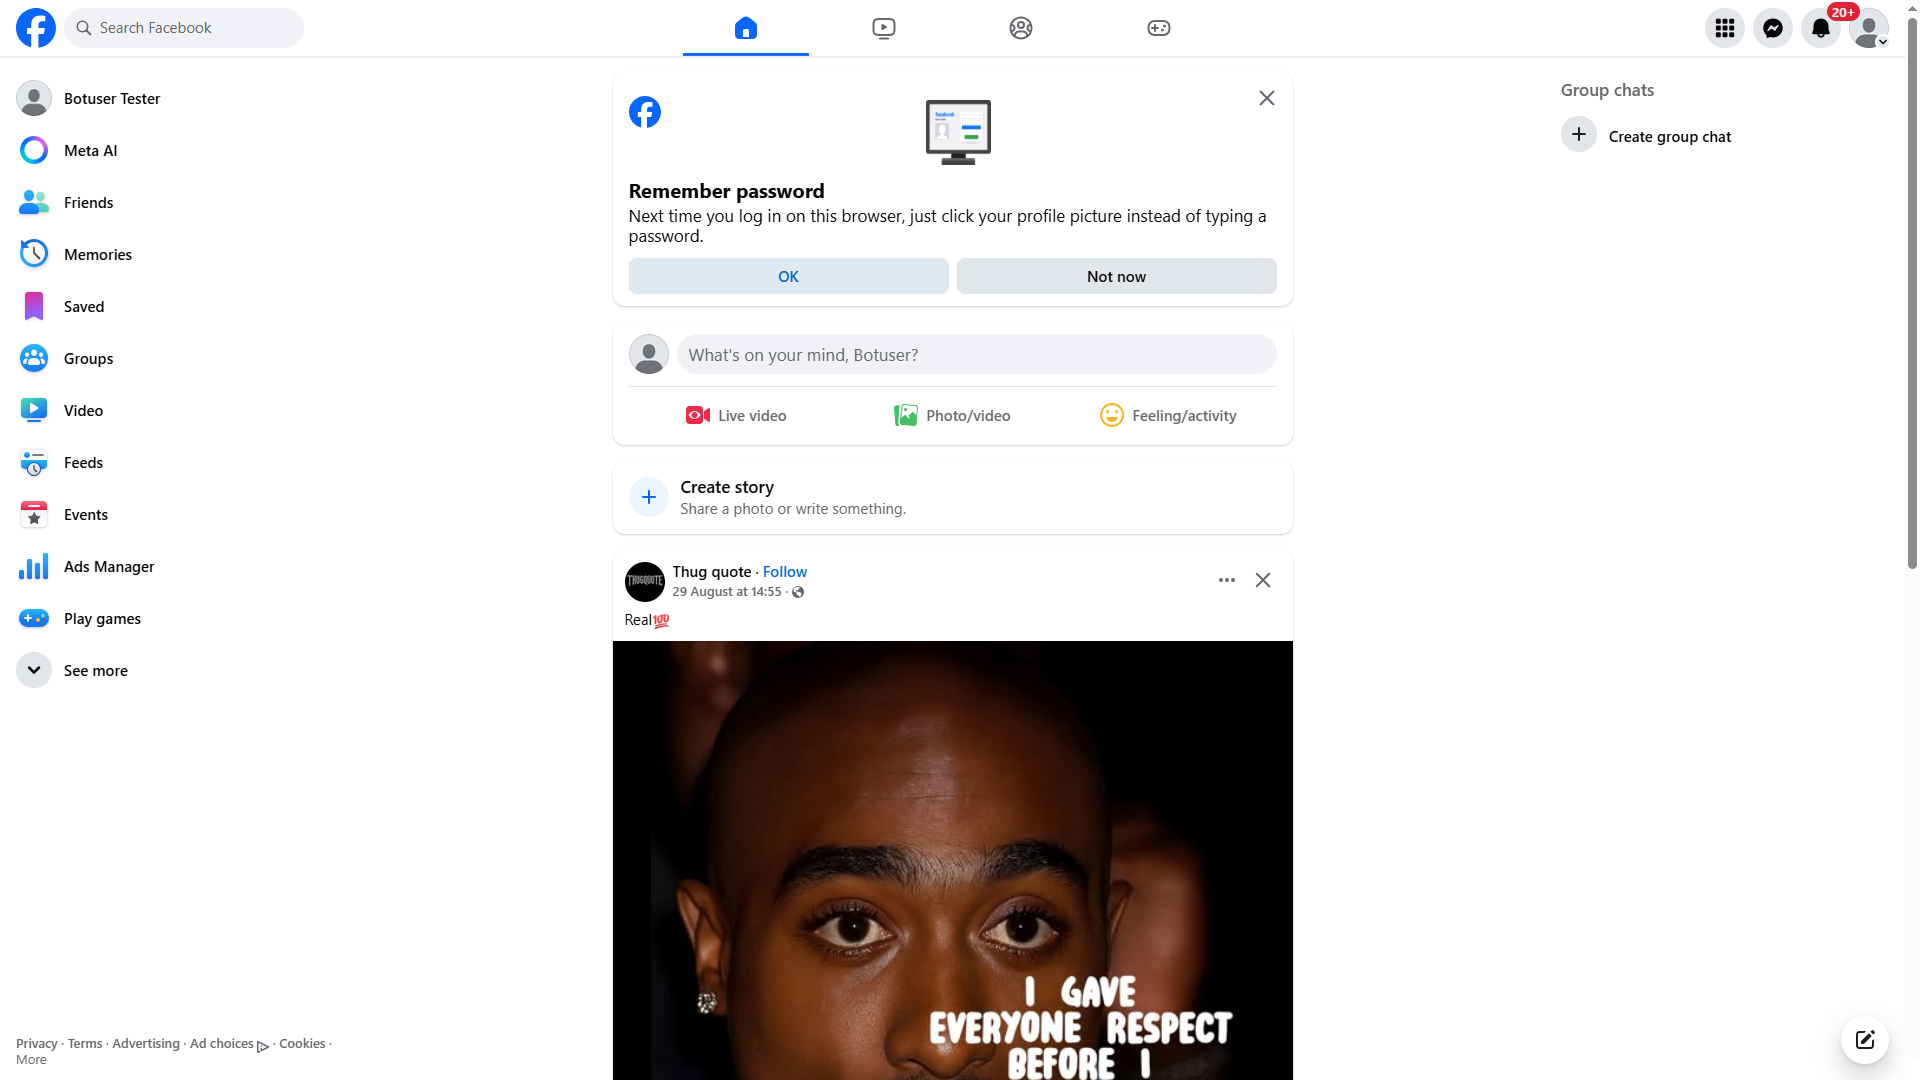 Search Facebook
20+
Botuser Tester
Meta AI
Friends
Memories
Saved
Groups
Video
Feeds
Events
Ads Manager
Play games
See more
Privacy · Terms · Advertising · Ad choices · Cookies ·
More
facebook
Remember password
Next time you log in on this browser, just click your profile picture instead of typing a
password.
OK
Not now
What's on your mind, Botuser?
Live video
Photo/video
Feeling/activity
Create story
Share a photo or write something.
THUGQUOTE
Thug quote · Follow
29 August at 14:55 ·
Real💯
I GAVE
EVERYONE RESPECT
BEFORE I
Group chats
Create group chat